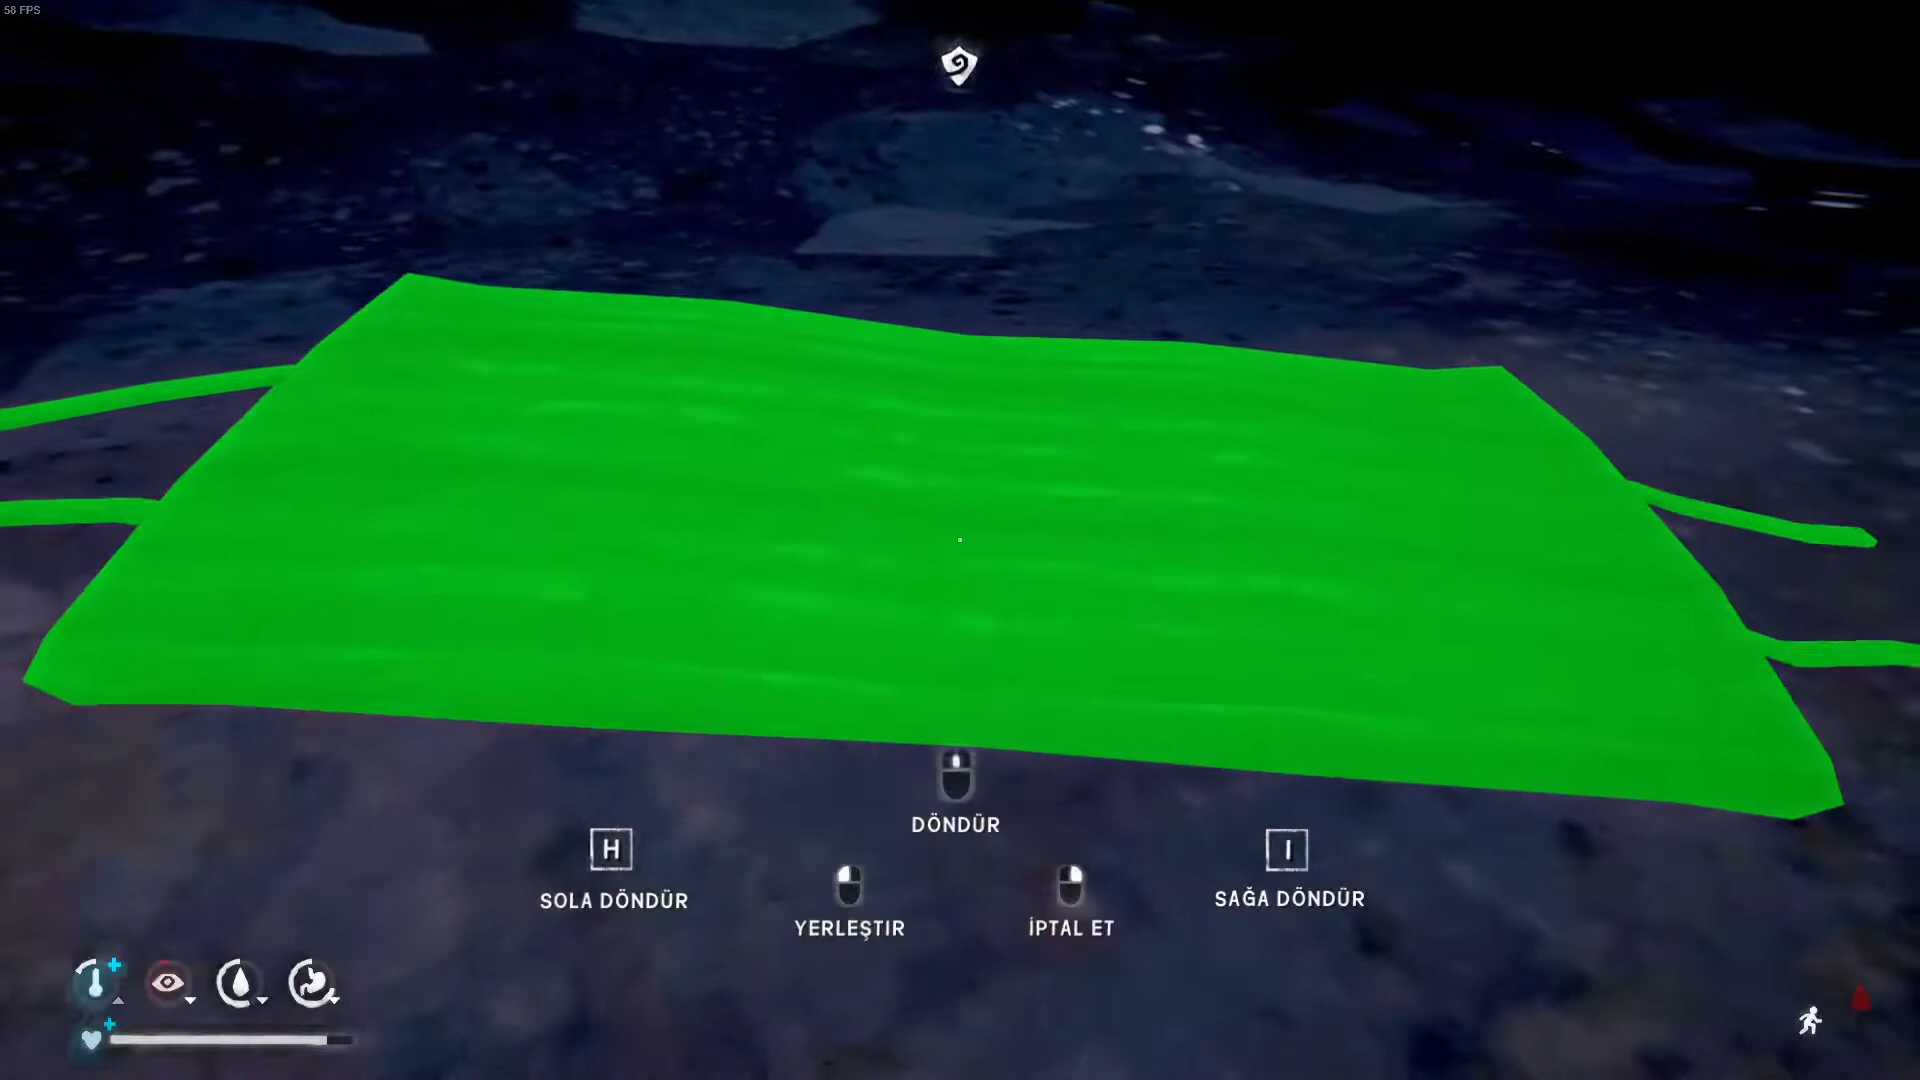 58 FPS
DÖNDÜR
H
I
SOLA DÖNDÜR
SAĞA DÖNDÜR
YERLEŞTIR
İPTAL ET